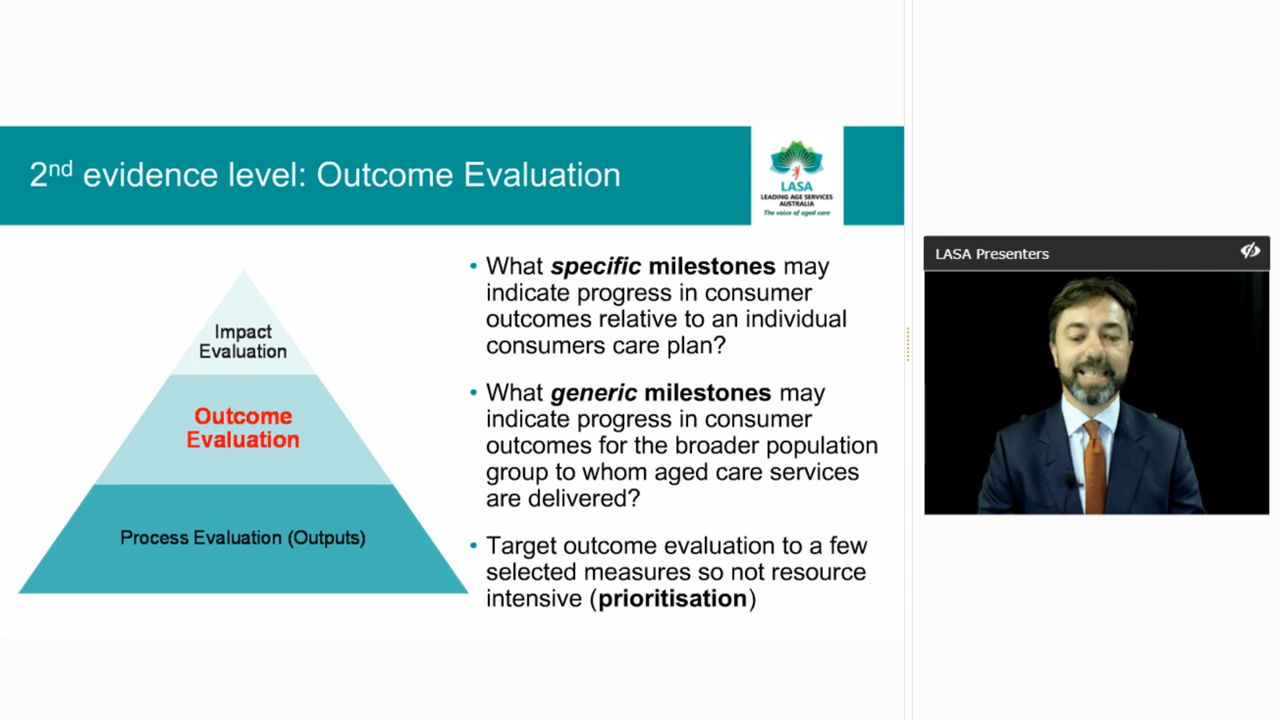 2nd evidence level: Outcome Evaluation
LASA
LEADING AGE SERVICES
AUSTRALIA
The voice of aged care
Impact
Evaluation
Outcome
Evaluation
Process Evaluation (Outputs)
• What specific milestones may
indicate progress in consumer
outcomes relative to an individual
consumers care plan?
• What generic milestones may
indicate progress in consumer
outcomes for the broader population
group to whom aged care services
are delivered?
• Target outcome evaluation to a few
selected measures so not resource
intensive (prioritisation)
LASA Presenters